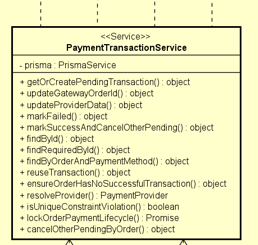 <<Service>>
PaymentTransactionService
- prisma : PrismaService
+ getOrCreatePendingTransaction() : object
+ updateGatewayOrderId() : object
+ updateProviderData() : object
+ markFailed() : object
+ markSuccessAndCancelOtherPending() : object
+ findById() : object
+ findRequiredById() : object
+ findByOrderAndPaymentMethod() : object
+ reuseTransaction() : object
+ ensureOrderHasNoSuccessfulTransaction() : object
+ resolveProvider() : PaymentProvider
+ isUniqueConstraintViolation() : boolean
+ lockOrderPaymentLifecycle() : Promise
+ cancelOtherPendingByOrder() : object